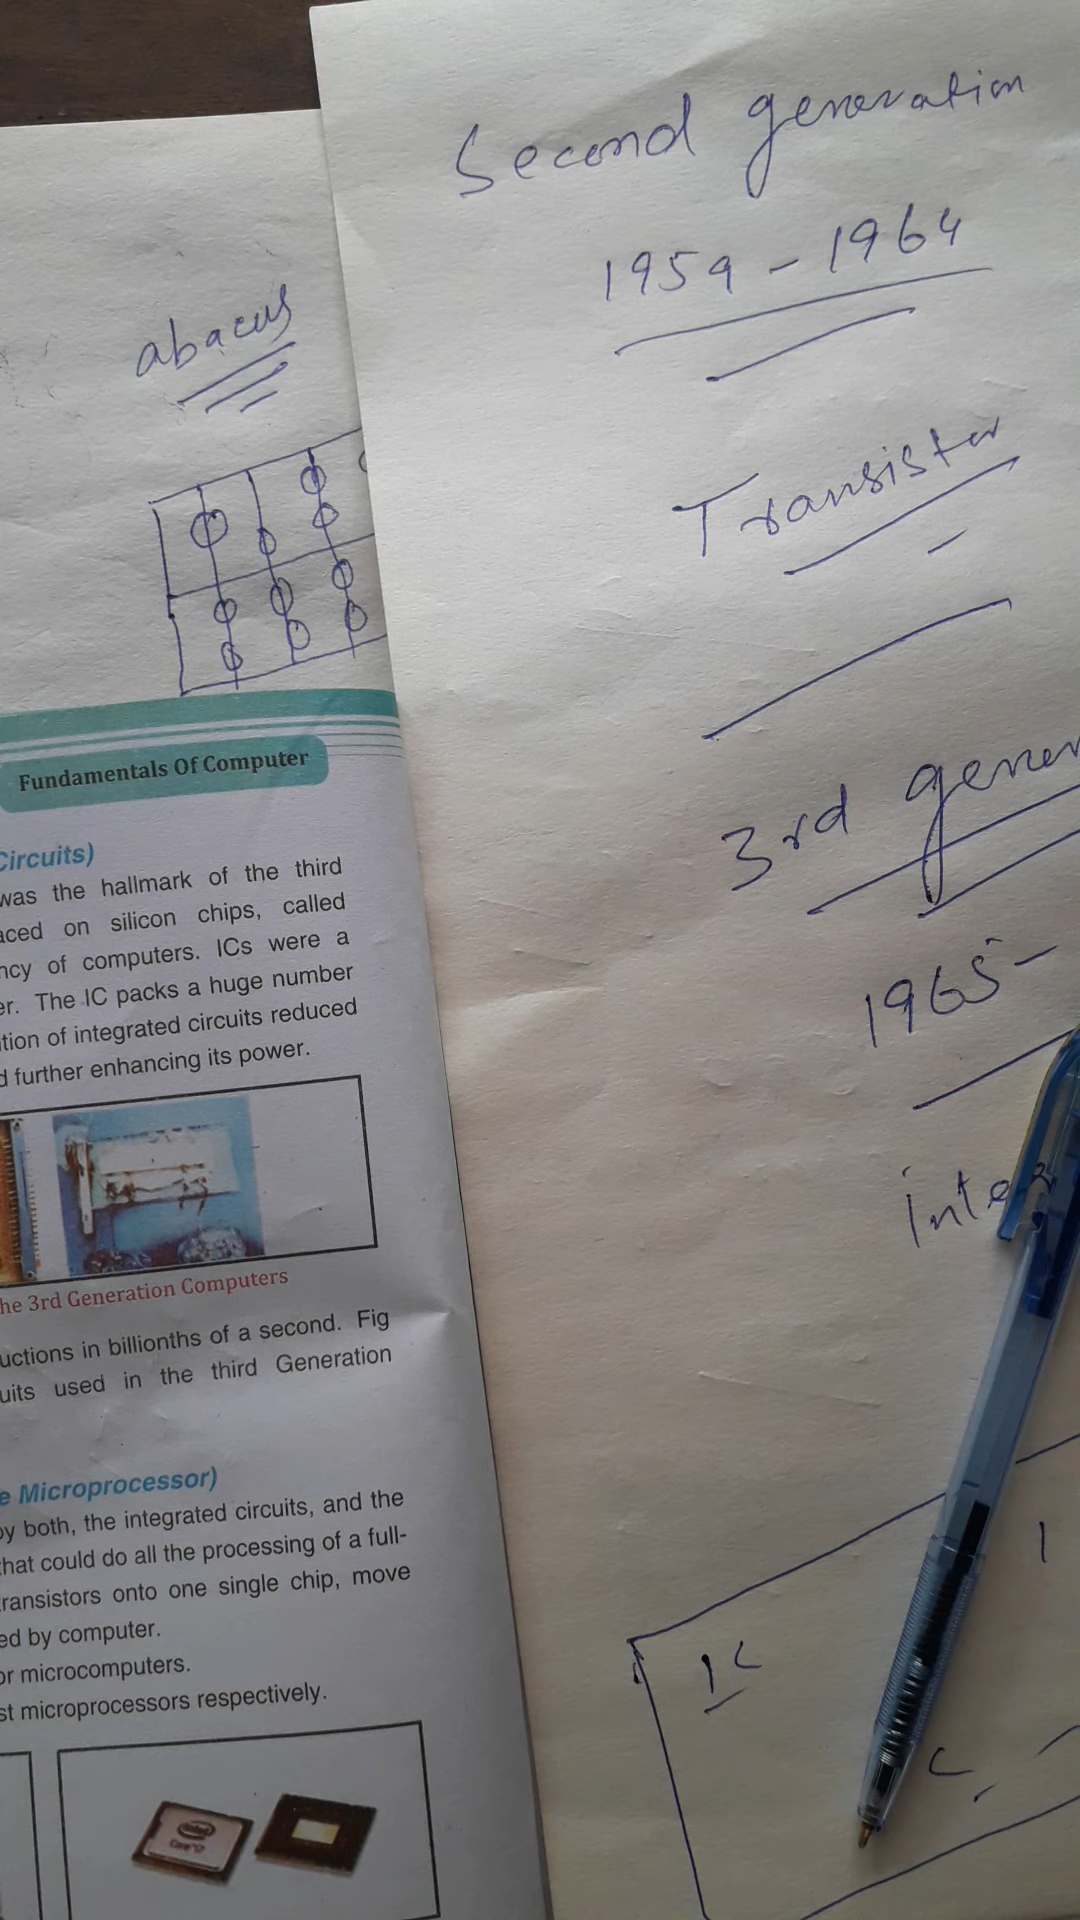 Second generation
1959 - 1964
Transistor
3rd gener
1965 -
inte
IC
abacus
Fundamentals Of Computer
Circuits)
was the hallmark of the third
aced on silicon chips, called
ncy of computers. ICs were a
er. The IC packs a huge number
ition of integrated circuits reduced
d further enhancing its power.
he 3rd Generation Computers
uctions in billionths of a second. Fig
uits used in the third Generation
e Microprocessor)
by both, the integrated circuits, and the
that could do all the processing of a full-
transistors onto one single chip, move
ed by computer.
or microcomputers.
st microprocessors respectively.
intel